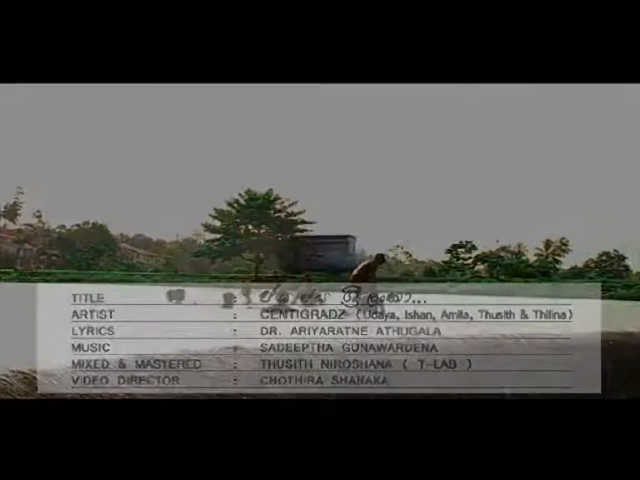 TITLE :
ARTIST : CENTIGRADZ (Udaya, Ishan, Amila, Thusith & Thilina)
LYRICS : DR. ARIYARATNE ATHUGALA
MUSIC : SADEEPTHA GUNAWARDENA
MIXED & MASTERED : THUSITH NIROSHANA ( T-LAB )
VIDEO DIRECTOR : CHOTHIRA SHANAKA